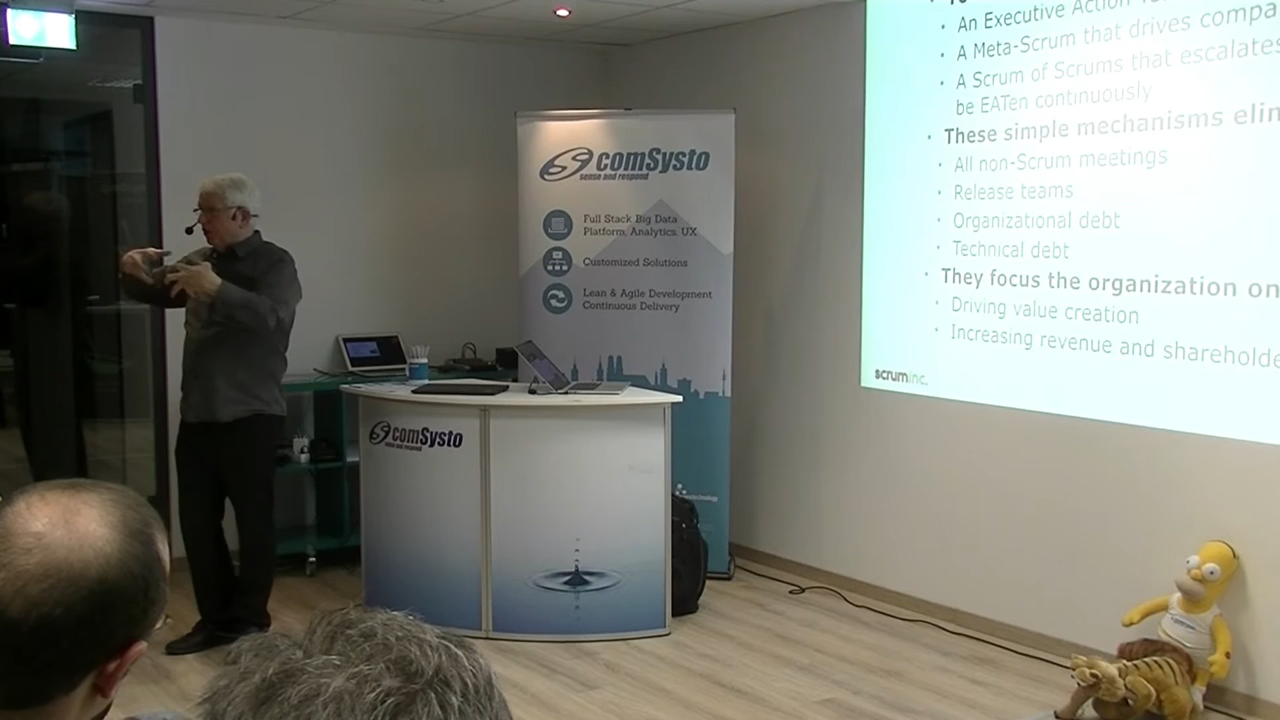 comSysto
sense and respond
Full Stack Big Data
Platform, Analytics, UX
Customized Solutions
Lean & Agile Development
Continuous Delivery
comSysto
sense and respond
An Executive Action
A Meta-Scrum that drives
A Scrum of Scrums that escalates
be EATen continuously
These simple mechanisms
All non-Scrum meetings
Release teams
Organizational debt
Technical debt
They focus the organization on
Driving value creation
Increasing revenue and
scruminc.